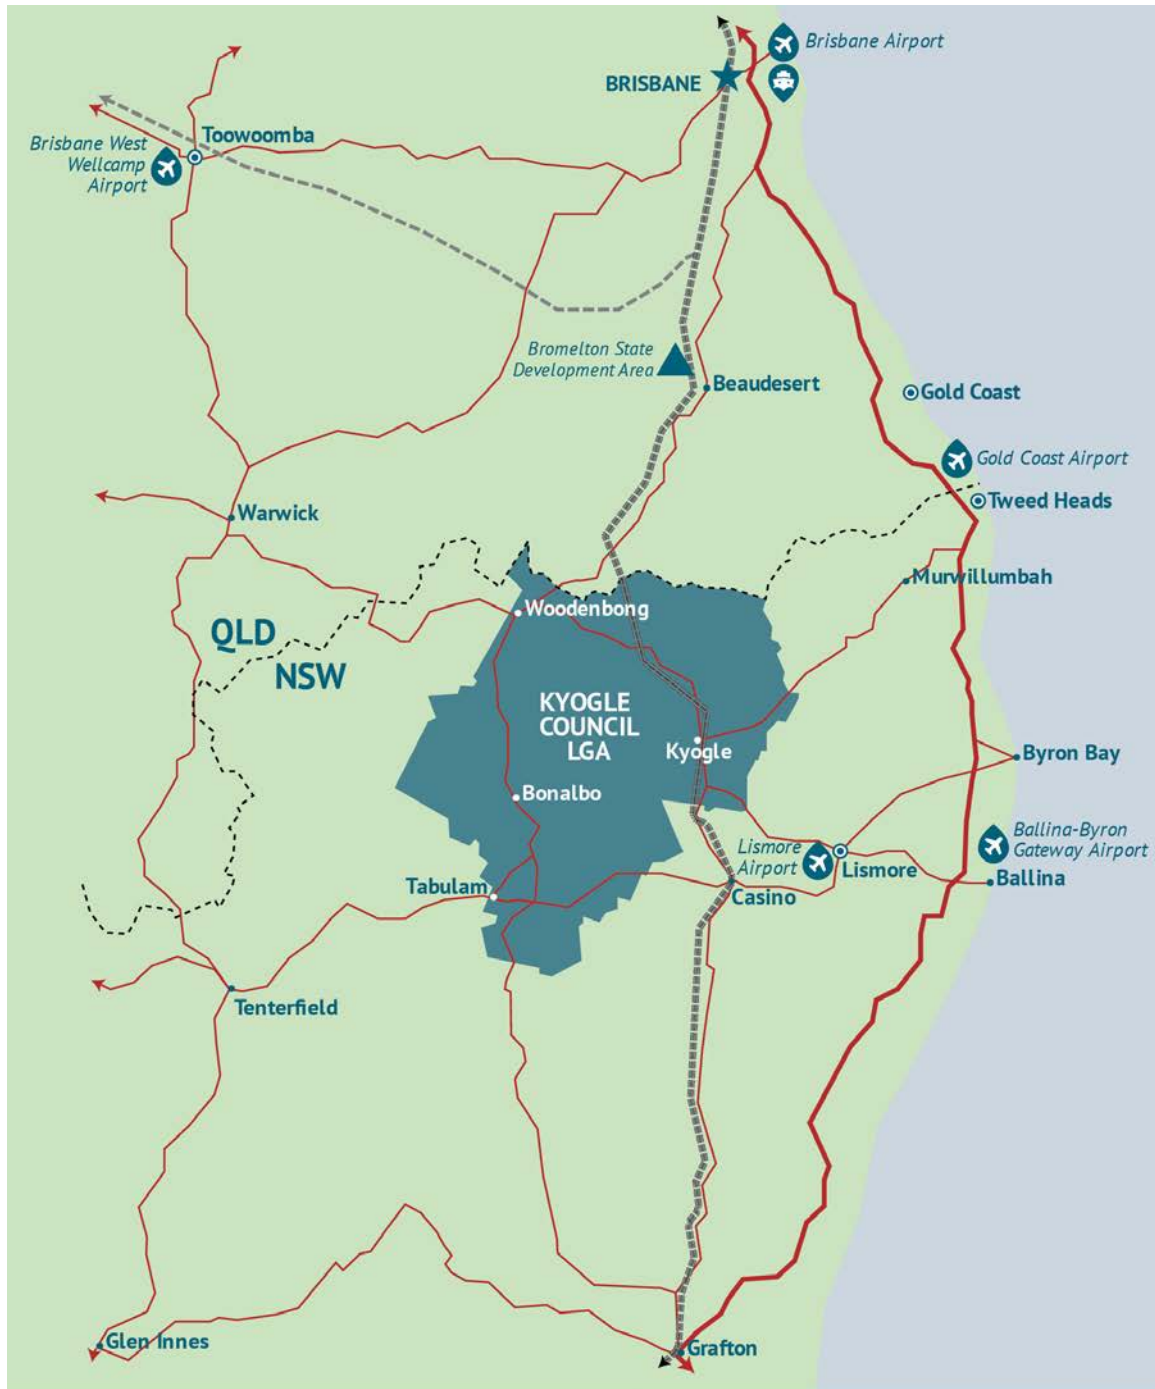 Brisbane Airport
BRISBANE
Toowoomba
Brisbane West
Wellcamp
Airport
Bromelton State
Development Area
Beaudesert
Gold Coast
Gold Coast Airport
Tweed Heads
Warwick
Murwillumbah
Woodenbong
QLD
NSW
KYOGLE
COUNCIL
LGA
Kyogle
Byron Bay
Bonalbo
Ballina-Byron
Gateway Airport
Lismore
Airport
Lismore
Ballina
Tabulam
Casino
Tenterfield
Glen Innes
Grafton